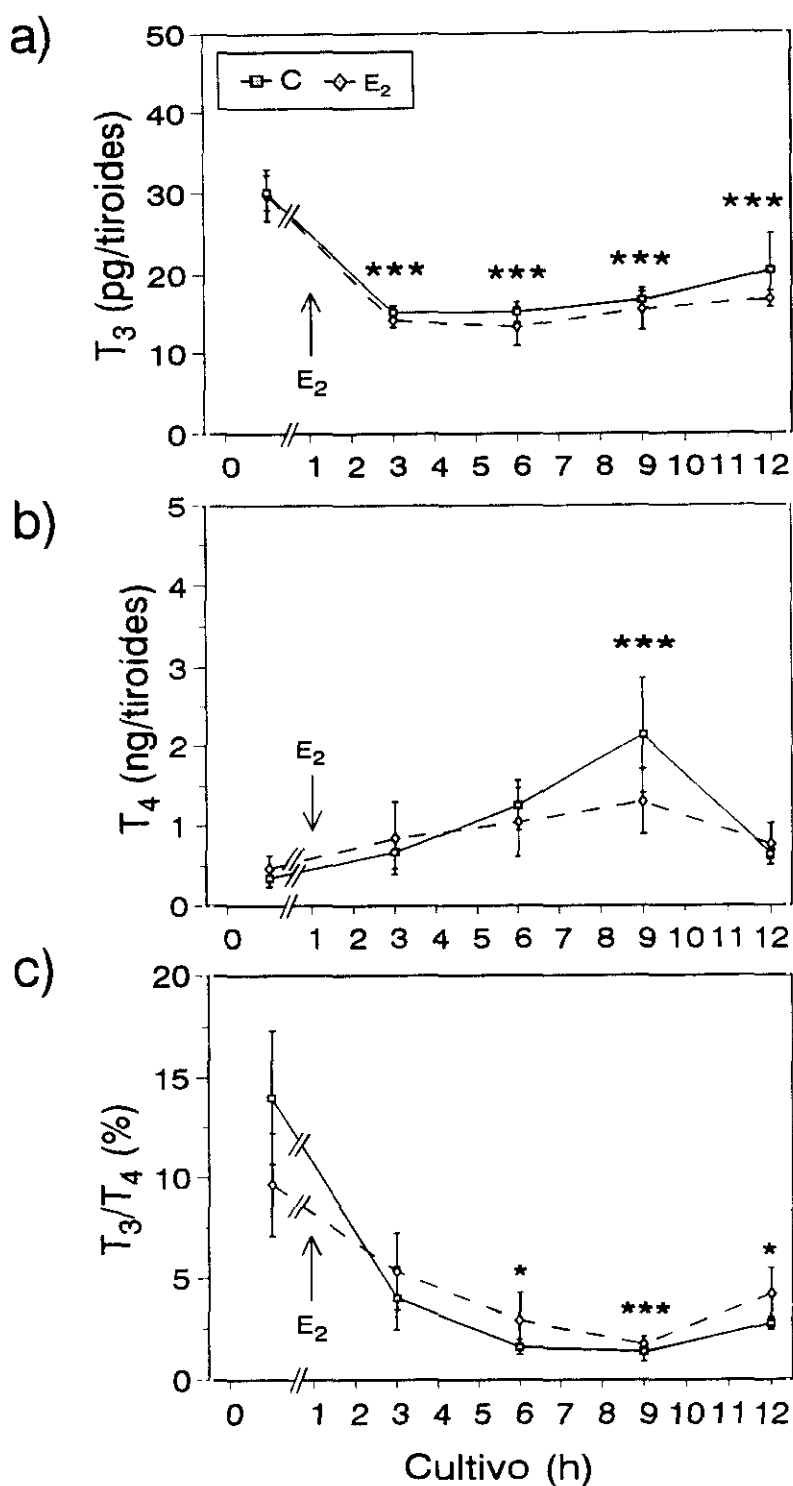 a)
50
40
30
20
10
0
T₃ (pg/tiroides)
C E₂
***
***
***
***
E₂
0 1 2 3 4 5 6 7 8 9 10 11 12
b)
5
4
3
2
1
0
T₄ (ng/tiroides)
***
E₂
0 1 2 3 4 5 6 7 8 9 10 11 12
c)
20
15
10
5
0
T₃/T₄ (%)
*
***
*
E₂
0 1 2 3 4 5 6 7 8 9 10 11 12
Cultivo (h)